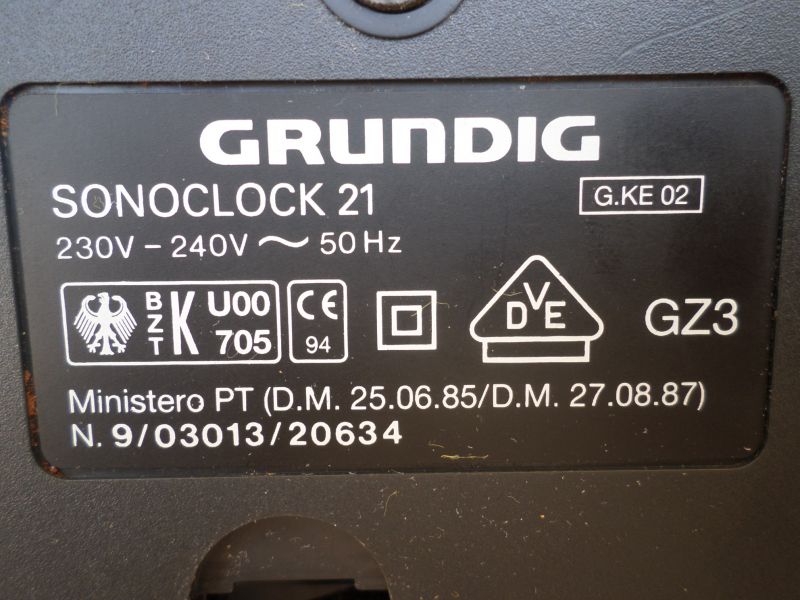 GRUNDIG
SONOCLOCK 21
G.KE 02
230V – 240V ~ 50 Hz
BZT K U00 705
CE 94
DVE
GZ3
Ministero PT (D.M. 25.06.85/D.M. 27.08.87)
N. 9/03013/20634